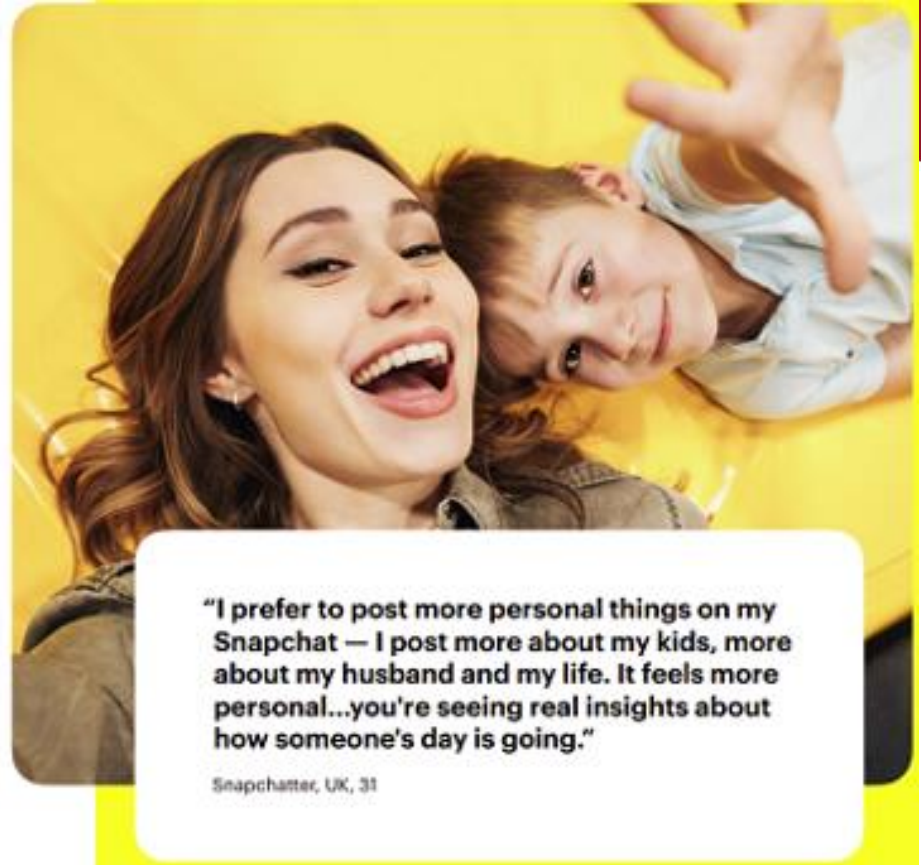 “I prefer to post more personal things on my
Snapchat — I post more about my kids, more
about my husband and my life. It feels more
personal...you're seeing real insights about
how someone's day is going.”
Snapchatter, UK, 31